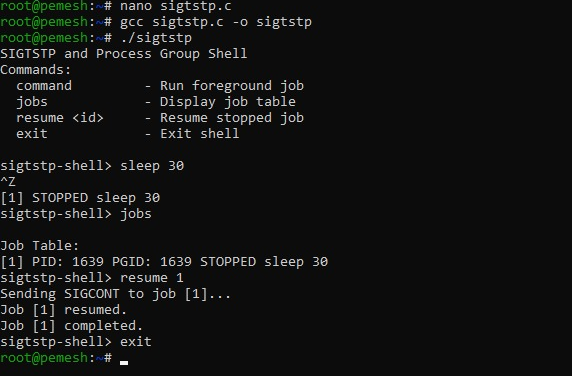 root@pemesh:~# nano sigtstp.c
root@pemesh:~# gcc sigtstp.c -o sigtstp
root@pemesh:~# ./sigtstp
SIGTSTP and Process Group Shell
Commands:
  command        - Run foreground job
  jobs           - Display job table
  resume <id>    - Resume stopped job
  exit           - Exit shell

sigtstp-shell> sleep 30
^Z
[1] STOPPED sleep 30
sigtstp-shell> jobs

Job Table:
[1] PID: 1639 PGID: 1639 STOPPED sleep 30
sigtstp-shell> resume 1
Sending SIGCONT to job [1]...
Job [1] resumed.
Job [1] completed.
sigtstp-shell> exit
root@pemesh:~#